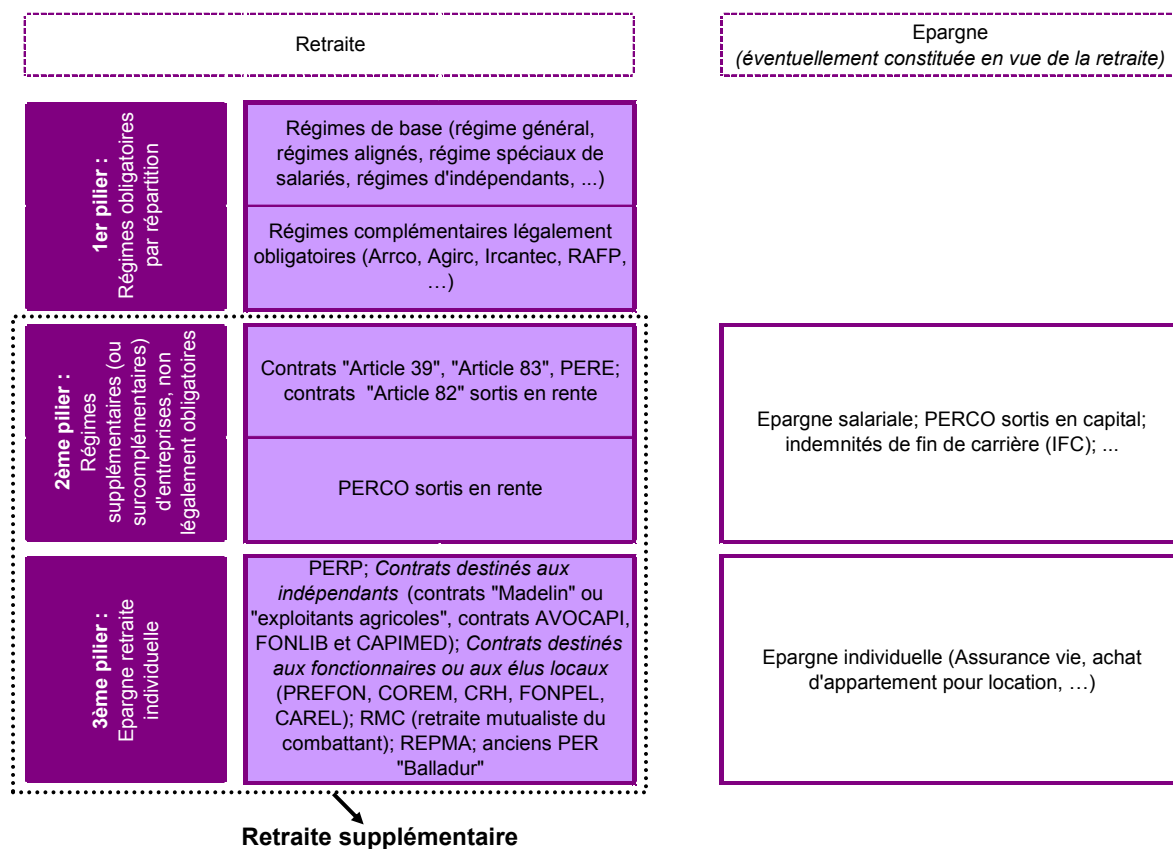 Retraite
Epargne
(éventuellement constituée en vue de la retraite)
1er pilier :
Régimes obligatoires
par répartition
Régimes de base (régime général,
régimes alignés, régime spéciaux de
salariés, régimes d'indépendants, ...)
Régimes complémentaires légalement
obligatoires (Arrco, Agirc, Ircantec, RAFP,
…)
2ème pilier :
Régimes
supplémentaires (ou
surcomplémentaires)
d'entreprises, non
légalement obligatoires
Contrats "Article 39", "Article 83", PERE;
contrats "Article 82" sortis en rente
PERCO sortis en rente
Epargne salariale; PERCO sortis en capital;
indemnités de fin de carrière (IFC); ...
3ème pilier :
Epargne retraite
individuelle
PERP; Contrats destinés aux
indépendants (contrats "Madelin" ou
"exploitants agricoles", contrats AVOCAPI,
FONLIB et CAPIMED); Contrats destinés
aux fonctionnaires ou aux élus locaux
(PREFON, COREM, CRH, FONPEL,
CAREL); RMC (retraite mutualiste du
combattant); REPMA; anciens PER
"Balladur"
Epargne individuelle (Assurance vie, achat
d'appartement pour location, …)
Retraite supplémentaire